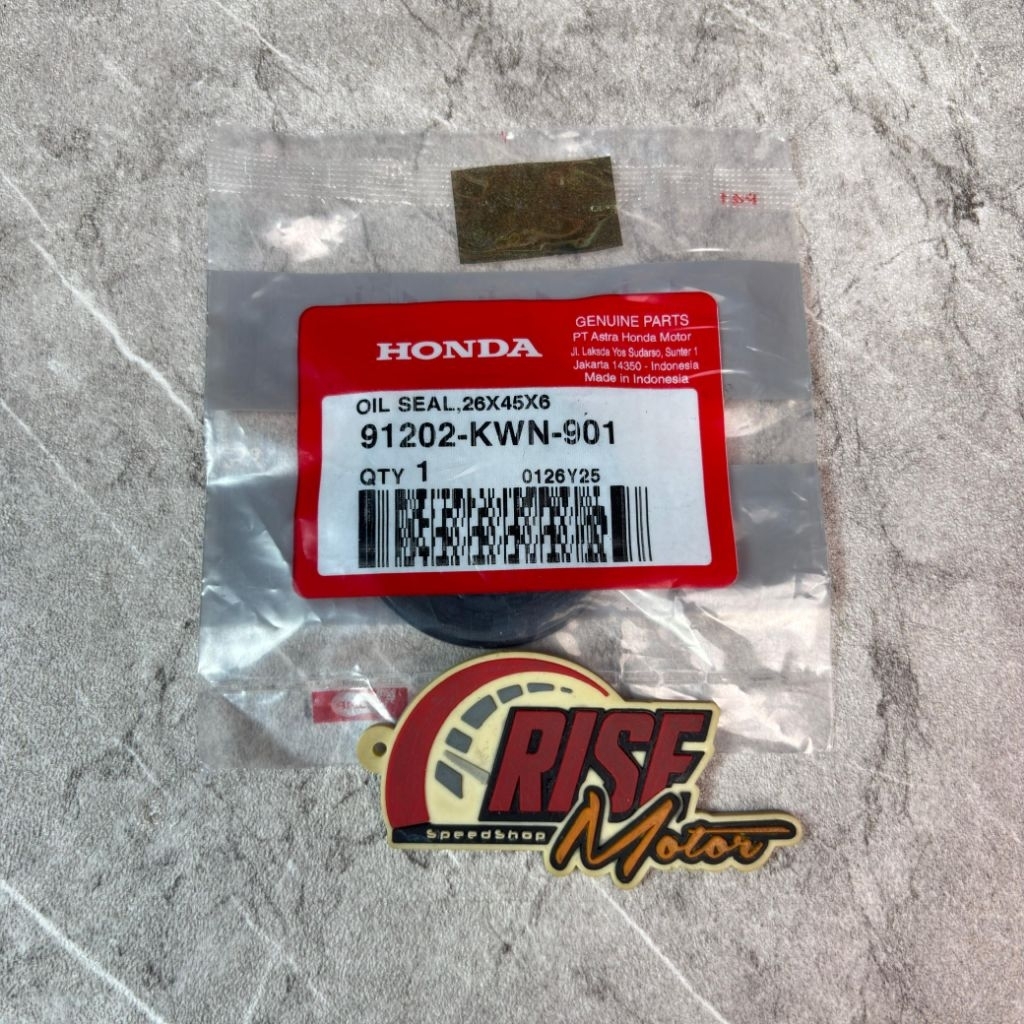 HONDA
GENUINE PARTS
PT Astra Honda Motor
Jl. Laksda Yos Sudarso, Sunter 1
Jakarta 14350 - Indonesia
Made in Indonesia
OIL SEAL,26X45X6
91202-KWN-901
QTY 1
0126Y25
RISE
SpeedShop
Motor